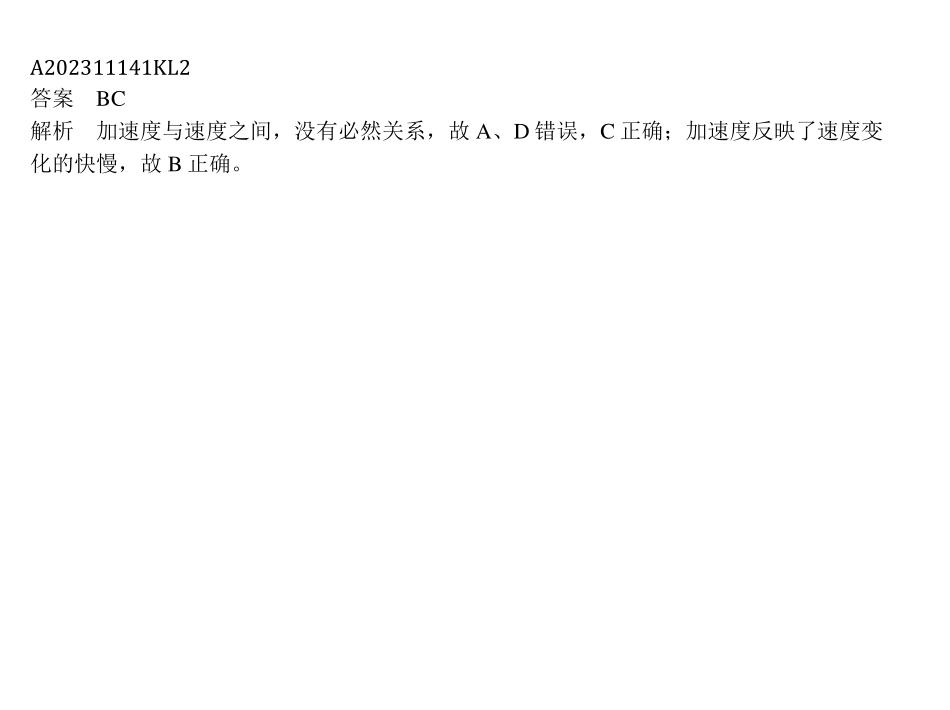 A202311141KL2
答案　BC
解析　加速度与速度之间，没有必然关系，故 A、D 错误，C 正确；加速度反映了速度变
化的快慢，故 B 正确。